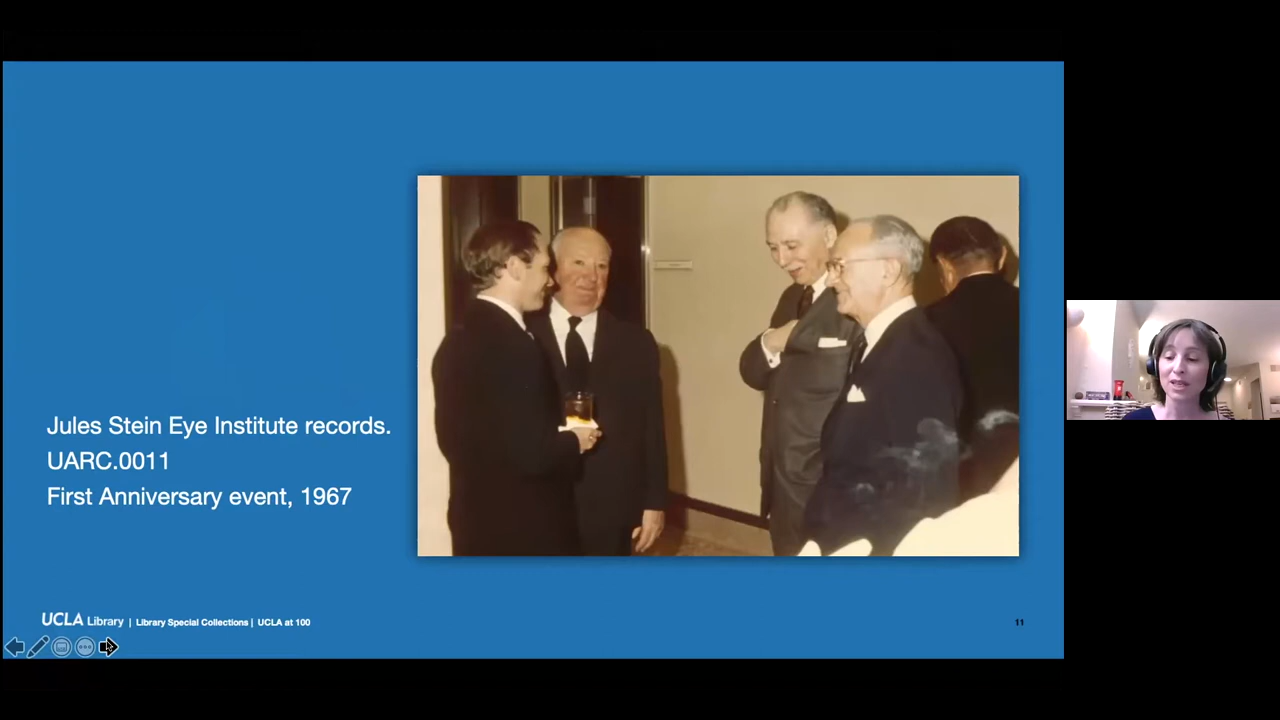 Jules Stein Eye Institute records.
UARC.0011
First Anniversary event, 1967
UCLA Library | Library Special Collections | UCLA at 100
11